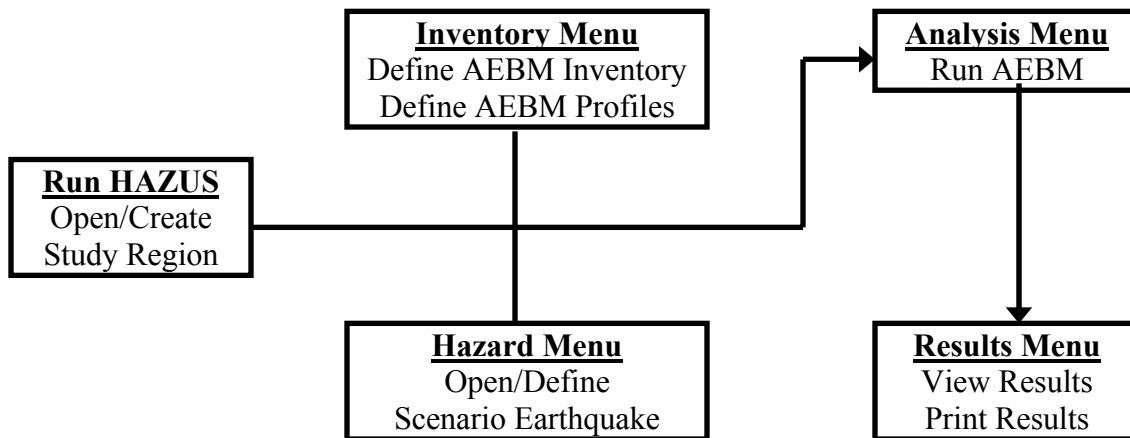 Run HAZUS
Open/Create
Study Region
Inventory Menu
Define AEBM Inventory
Define AEBM Profiles
Hazard Menu
Open/Define
Scenario Earthquake
Analysis Menu
Run AEBM
Results Menu
View Results
Print Results